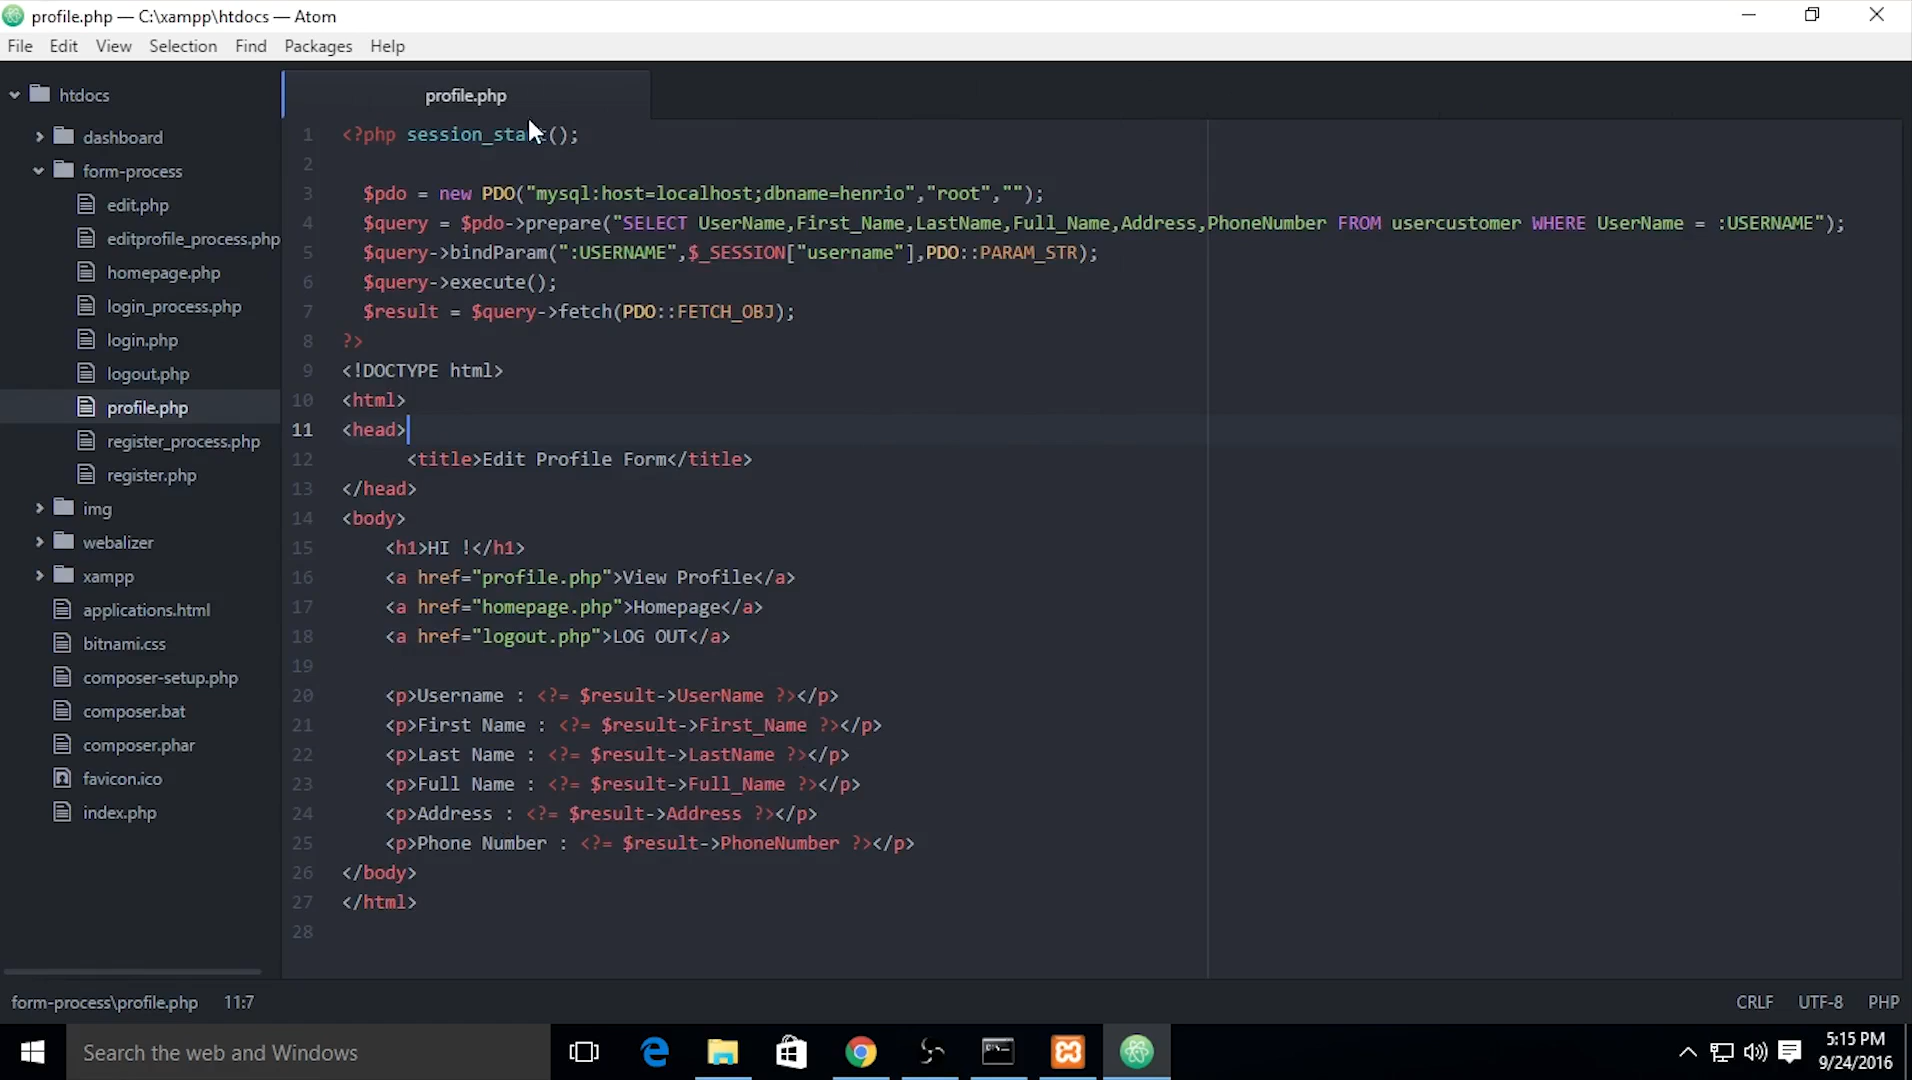 profile.php — C:\xampp\htdocs — Atom
File Edit View Selection Find Packages Help
htdocs
dashboard
form-process
edit.php
editprofile_process.php
homepage.php
login_process.php
login.php
logout.php
profile.php
register_process.php
register.php
img
webalizer
xampp
applications.html
bitnami.css
composer-setup.php
composer.bat
composer.phar
favicon.ico
index.php
profile.php
1 <?php session_start();
2
3 $pdo = new PDO("mysql:host=localhost;dbname=henrio","root","");
4 $query = $pdo->prepare("SELECT UserName,First_Name,LastName,Full_Name,Address,PhoneNumber FROM usercustomer WHERE UserName = :USERNAME");
5 $query->bindParam(":USERNAME",$_SESSION["username"],PDO::PARAM_STR);
6 $query->execute();
7 $result = $query->fetch(PDO::FETCH_OBJ);
8 ?>
9 <!DOCTYPE html>
10 <html>
11 <head>
12 <title>Edit Profile Form</title>
13 </head>
14 <body>
15 <h1>HI !</h1>
16 <a href="profile.php">View Profile</a>
17 <a href="homepage.php">Homepage</a>
18 <a href="logout.php">LOG OUT</a>
19
20 <p>Username : <?= $result->UserName ?></p>
21 <p>First Name : <?= $result->First_Name ?></p>
22 <p>Last Name : <?= $result->LastName ?></p>
23 <p>Full Name : <?= $result->Full_Name ?></p>
24 <p>Address : <?= $result->Address ?></p>
25 <p>Phone Number : <?= $result->PhoneNumber ?></p>
26 </body>
27 </html>
28
form-process\profile.php 11:7 CRLF UTF-8 PHP
Search the web and Windows
5:15 PM
9/24/2016